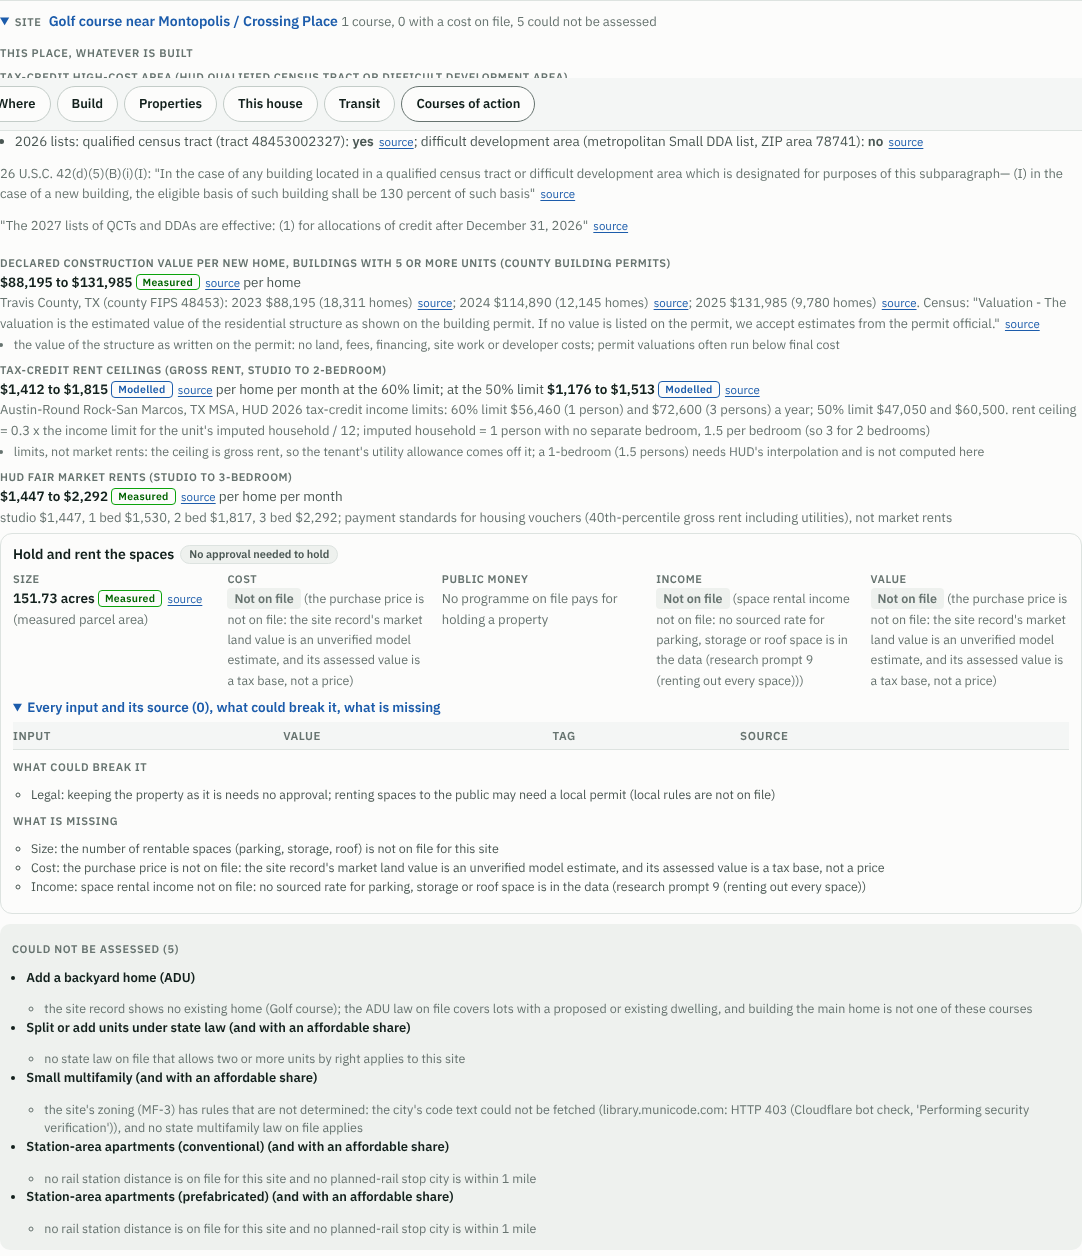 ▼ SITE Golf course near Montopolis / Crossing Place 1 course, 0 with a cost on file, 5 could not be assessed
THIS PLACE, WHATEVER IS BUILT
TAX-CREDIT HIGH-COST AREA (HUD QUALIFIED CENSUS TRACT OR DIFFICULT DEVELOPMENT AREA)
Where Build Properties This house Transit Courses of action
• 2026 lists: qualified census tract (tract 48453002327): yes source; difficult development area (metropolitan Small DDA list, ZIP area 78741): no source
26 U.S.C. 42(d)(5)(B)(i)(I): "In the case of any building located in a qualified census tract or difficult development area which is designated for purposes of this subparagraph— (I) in the
case of a new building, the eligible basis of such building shall be 130 percent of such basis" source
"The 2027 lists of QCTs and DDAs are effective: (1) for allocations of credit after December 31, 2026" source
DECLARED CONSTRUCTION VALUE PER NEW HOME, BUILDINGS WITH 5 OR MORE UNITS (COUNTY BUILDING PERMITS)
$88,195 to $131,985 Measured source per home
Travis County, TX (county FIPS 48453): 2023 $88,195 (18,311 homes) source; 2024 $114,890 (12,145 homes) source; 2025 $131,985 (9,780 homes) source. Census: "Valuation - The
valuation is the estimated value of the residential structure as shown on the building permit. If no value is listed on the permit, we accept estimates from the permit official." source
• the value of the structure as written on the permit: no land, fees, financing, site work or developer costs; permit valuations often run below final cost
TAX-CREDIT RENT CEILINGS (GROSS RENT, STUDIO TO 2-BEDROOM)
$1,412 to $1,815 Modelled source per home per month at the 60% limit; at the 50% limit $1,176 to $1,513 Modelled source
Austin-Round Rock-San Marcos, TX MSA, HUD 2026 tax-credit income limits: 60% limit $56,460 (1 person) and $72,600 (3 persons) a year; 50% limit $47,050 and $60,500. rent ceiling
= 0.3 x the income limit for the unit's imputed household / 12; imputed household = 1 person with no separate bedroom, 1.5 per bedroom (so 3 for 2 bedrooms)
• limits, not market rents: the ceiling is gross rent, so the tenant's utility allowance comes off it; a 1-bedroom (1.5 persons) needs HUD's interpolation and is not computed here
HUD FAIR MARKET RENTS (STUDIO TO 3-BEDROOM)
$1,447 to $2,292 Measured source per home per month
studio $1,447, 1 bed $1,530, 2 bed $1,817, 3 bed $2,292; payment standards for housing vouchers (40th-percentile gross rent including utilities), not market rents
Hold and rent the spaces No approval needed to hold
SIZE
151.73 acres Measured source
(measured parcel area)
COST
Not on file (the purchase price is
not on file: the site record's market
land value is an unverified model
estimate, and its assessed value is
a tax base, not a price)
PUBLIC MONEY
No programme on file pays for
holding a property
INCOME
Not on file (space rental income
not on file: no sourced rate for
parking, storage or roof space is in
the data (research prompt 9
(renting out every space)))
VALUE
Not on file (the purchase price is
not on file: the site record's market
land value is an unverified model
estimate, and its assessed value is
a tax base, not a price)
▼ Every input and its source (0), what could break it, what is missing
INPUT VALUE TAG SOURCE
WHAT COULD BREAK IT
◦ Legal: keeping the property as it is needs no approval; renting spaces to the public may need a local permit (local rules are not on file)
WHAT IS MISSING
◦ Size: the number of rentable spaces (parking, storage, roof) is not on file for this site
◦ Cost: the purchase price is not on file: the site record's market land value is an unverified model estimate, and its assessed value is a tax base, not a price
◦ Income: space rental income not on file: no sourced rate for parking, storage or roof space is in the data (research prompt 9 (renting out every space))
COULD NOT BE ASSESSED (5)
• Add a backyard home (ADU)
◦ the site record shows no existing home (Golf course); the ADU law on file covers lots with a proposed or existing dwelling, and building the main home is not one of these courses
• Split or add units under state law (and with an affordable share)
◦ no state law on file that allows two or more units by right applies to this site
• Small multifamily (and with an affordable share)
◦ the site's zoning (MF-3) has rules that are not determined: the city's code text could not be fetched (library.municode.com: HTTP 403 (Cloudflare bot check, 'Performing security
verification')), and no state multifamily law on file applies
• Station-area apartments (conventional) (and with an affordable share)
◦ no rail station distance is on file for this site and no planned-rail stop city is within 1 mile
• Station-area apartments (prefabricated) (and with an affordable share)
◦ no rail station distance is on file for this site and no planned-rail stop city is within 1 mile